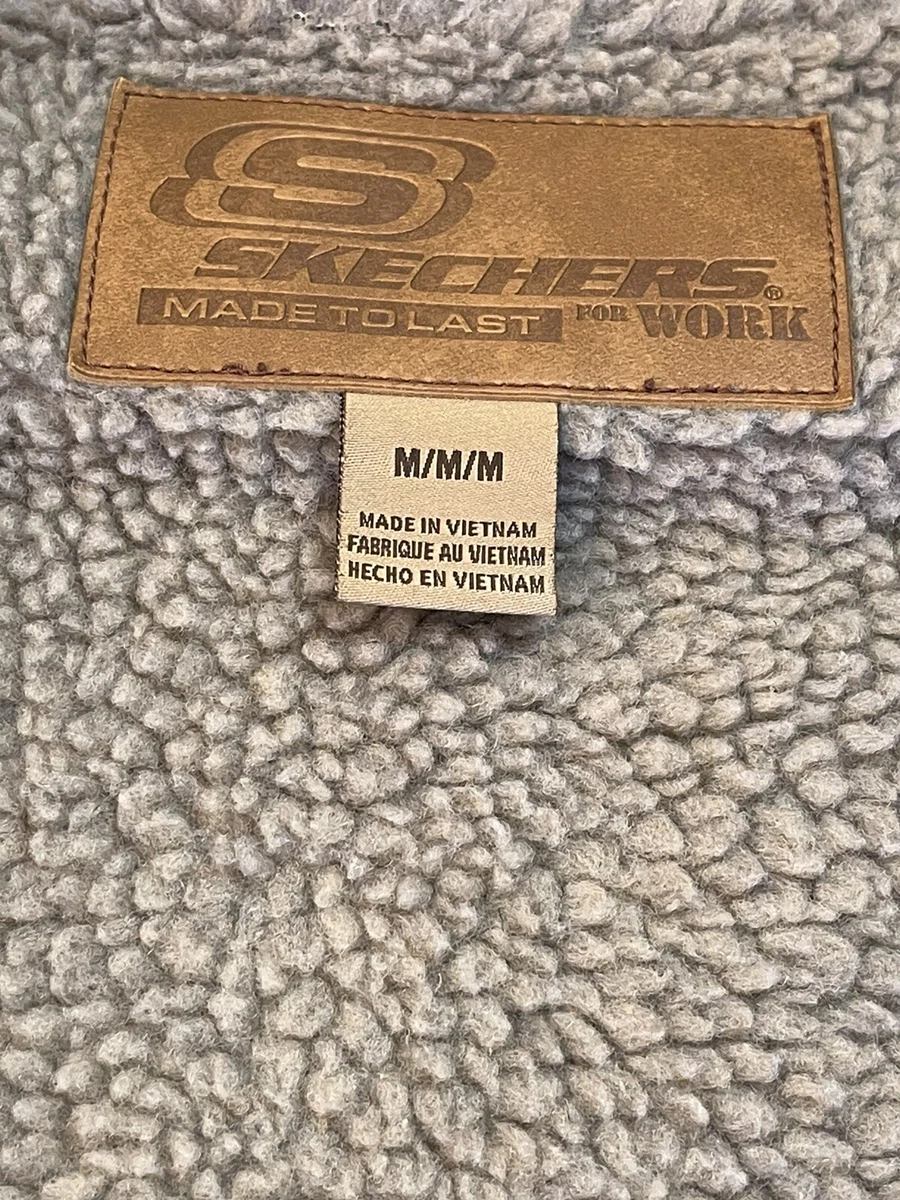 S
SKECHERS®
MADE TO LAST FOR WORK
M/M/M
MADE IN VIETNAM
FABRIQUE AU VIETNAM
HECHO EN VIETNAM